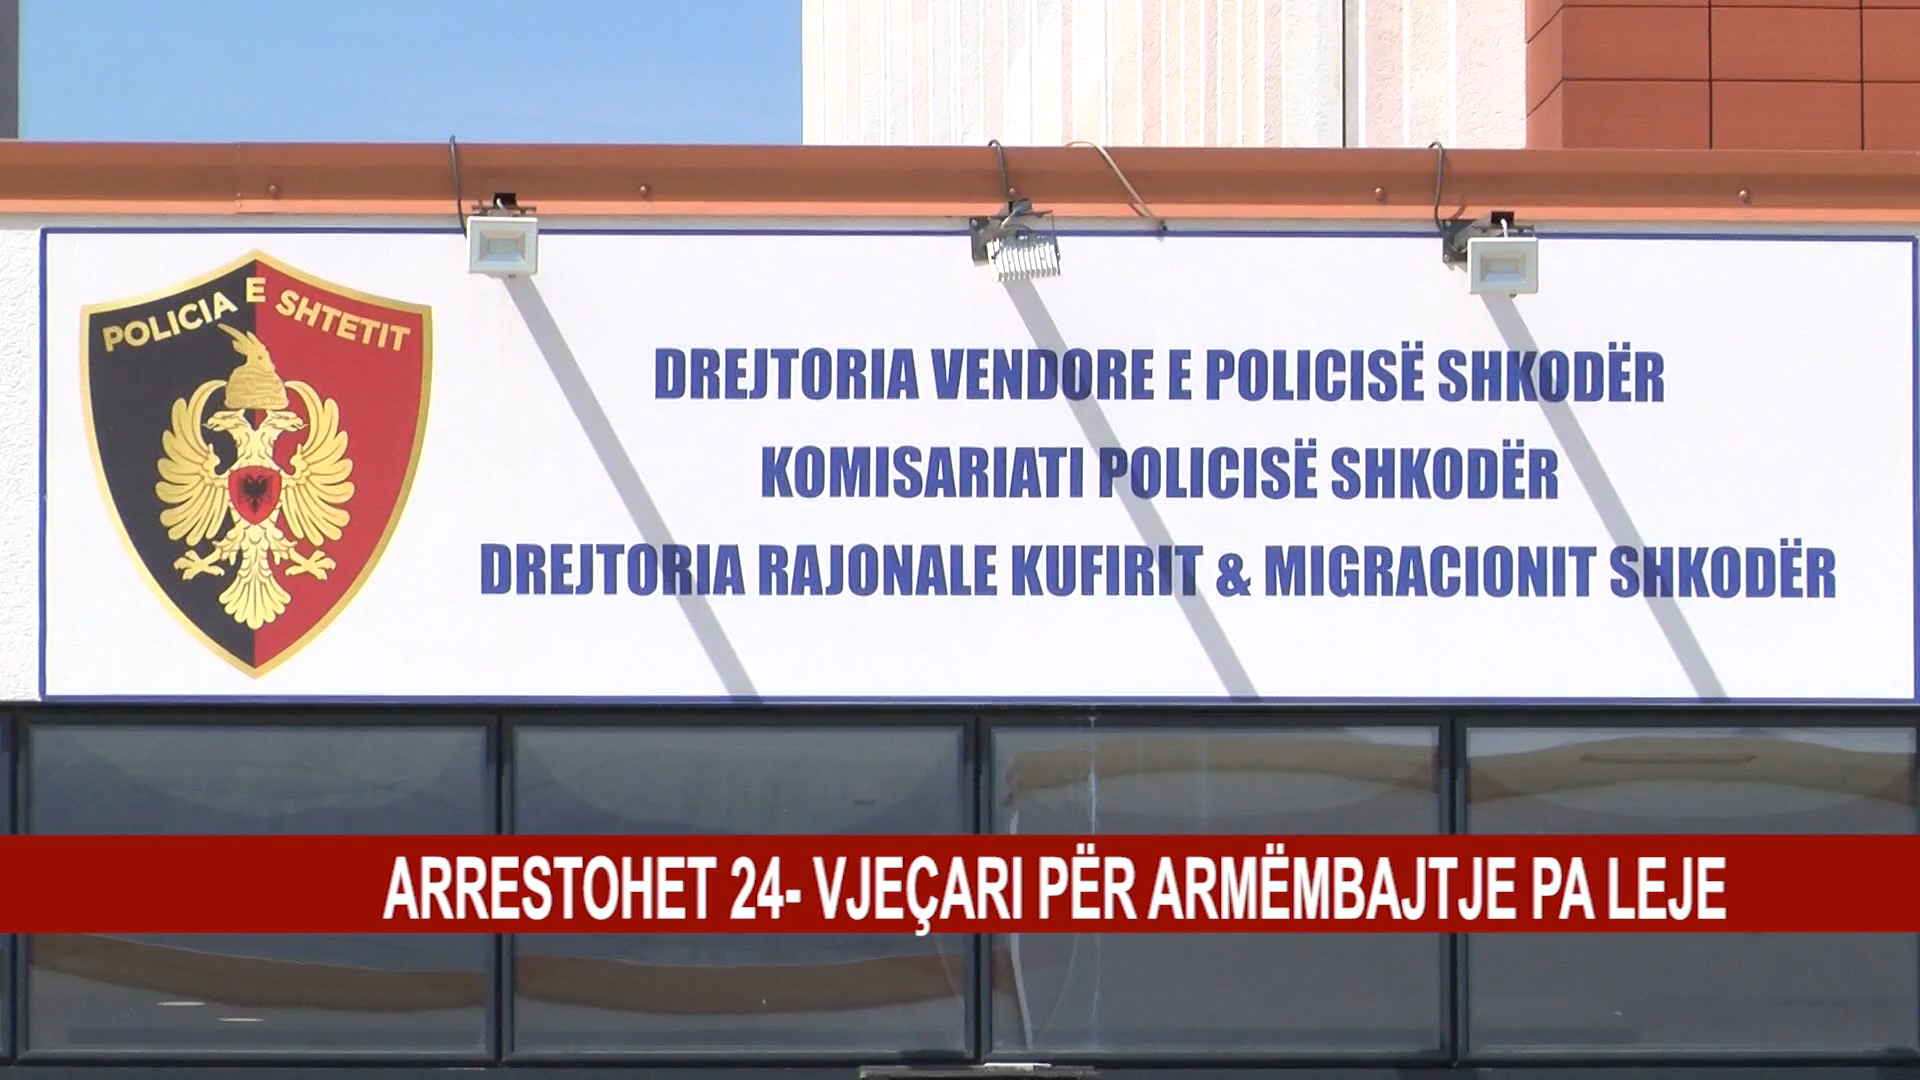 POLICIA E SHTETIT
DREJTORIA VENDORE E POLICISË SHKODËR
KOMISARIATI POLICISË SHKODËR
DREJTORIA RAJONALE KUFIRIT & MIGRACIONIT SHKODËR
ARRESTOHET 24- VJEÇARI PËR ARMËMBAJTJE PA LEJE